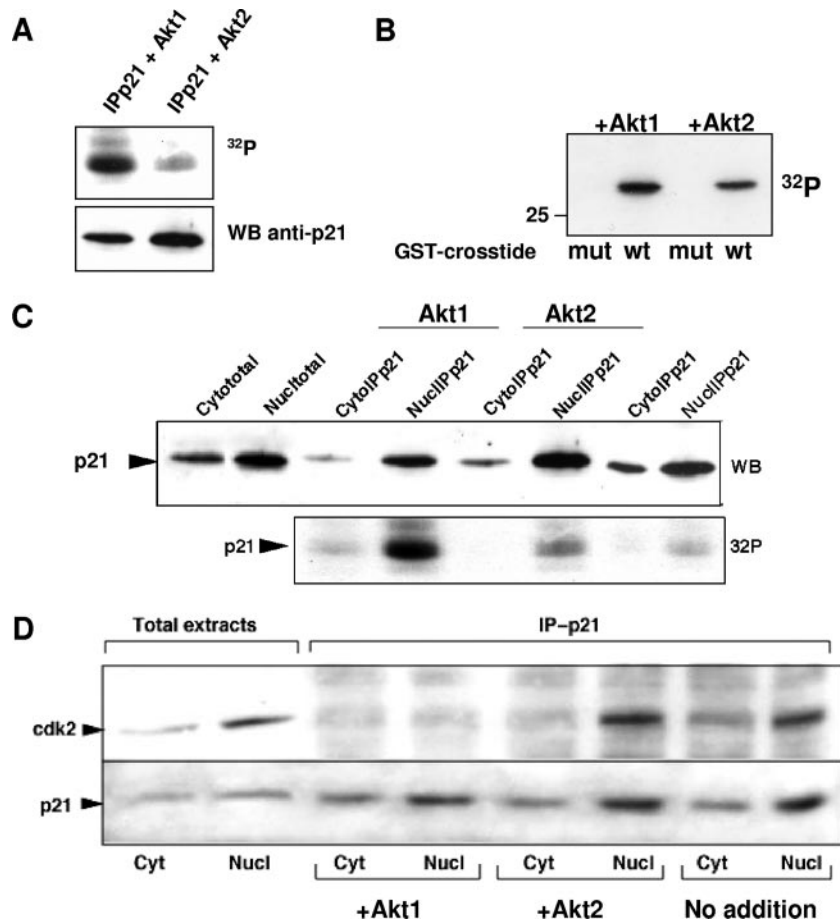 A
IPp21 + Akt1
IPp21 + Akt2
32P
WB anti-p21
B
+Akt1 +Akt2
32P
25
GST-crosstide mut wt mut wt
C
Akt1 Akt2
Cytototal
Nucltotal
CytoIPp21
NuclIPp21
CytoIPp21
NuclIPp21
CytoIPp21
NuclIPp21
p21
WB
p21
32P
D
Total extracts IP-p21
cdk2
p21
Cyt Nucl Cyt Nucl Cyt Nucl Cyt Nucl
+Akt1 +Akt2 No addition